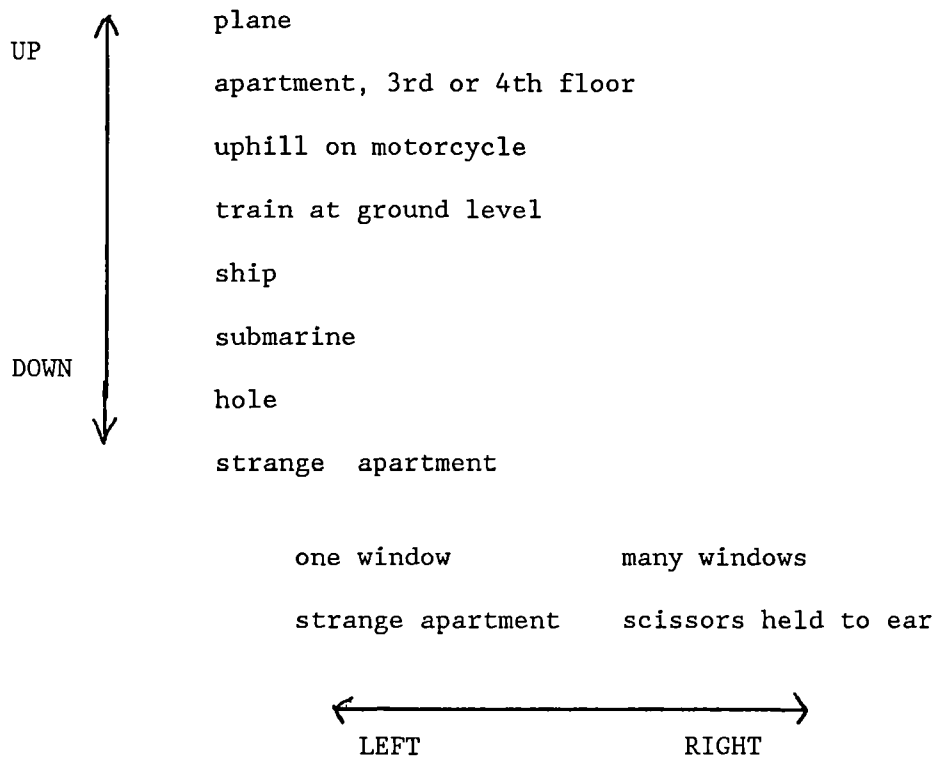 plane
UP
apartment, 3rd or 4th floor
uphill on motorcycle
train at ground level
ship
submarine
DOWN
hole
strange apartment
one window many windows
strange apartment scissors held to ear
LEFT RIGHT